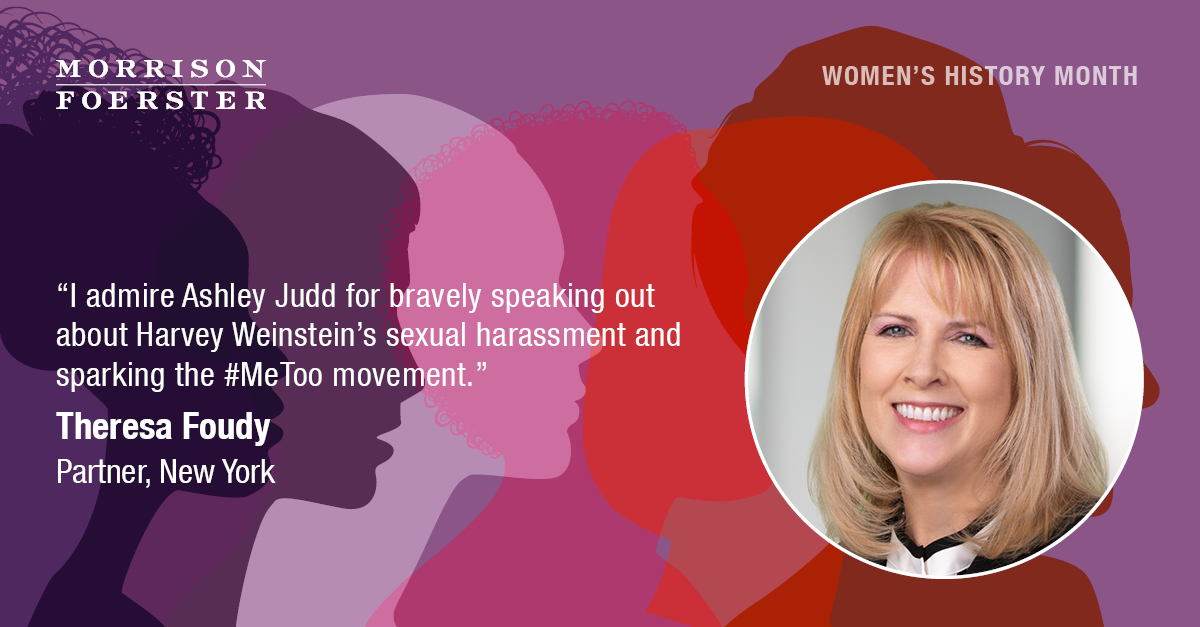 MORRISON
FOERSTER
WOMEN’S HISTORY MONTH
“I admire Ashley Judd for bravely speaking out
about Harvey Weinstein’s sexual harassment and
sparking the #MeToo movement.”
Theresa Foudy
Partner, New York